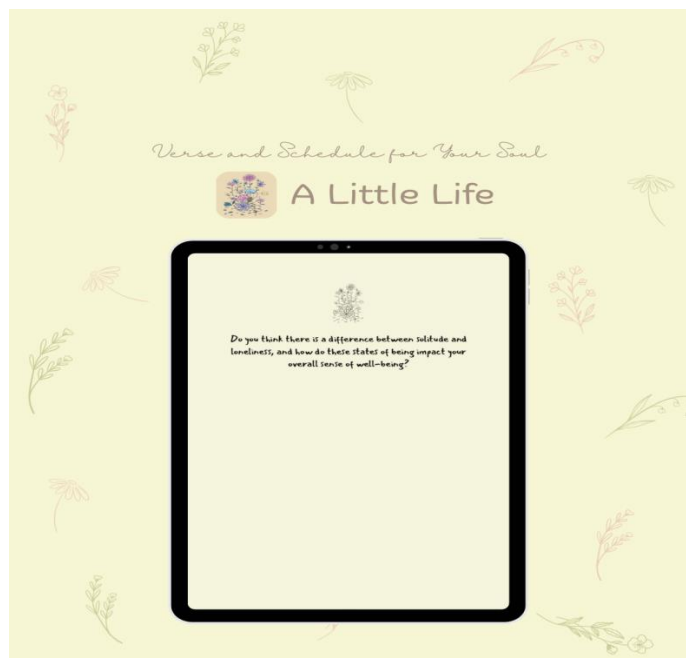 Verse and Schedule for Your Soul
A Little Life
Do you think there is a difference between solitude and
loneliness, and how do these states of being impact your
overall sense of well-being?